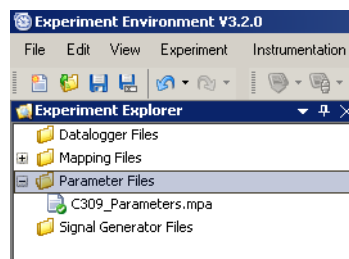 Experiment Environment V3.2.0
File Edit View Experiment Instrumentation
Experiment Explorer
Datalogger Files
Mapping Files
Parameter Files
C309_Parameters.mpa
Signal Generator Files